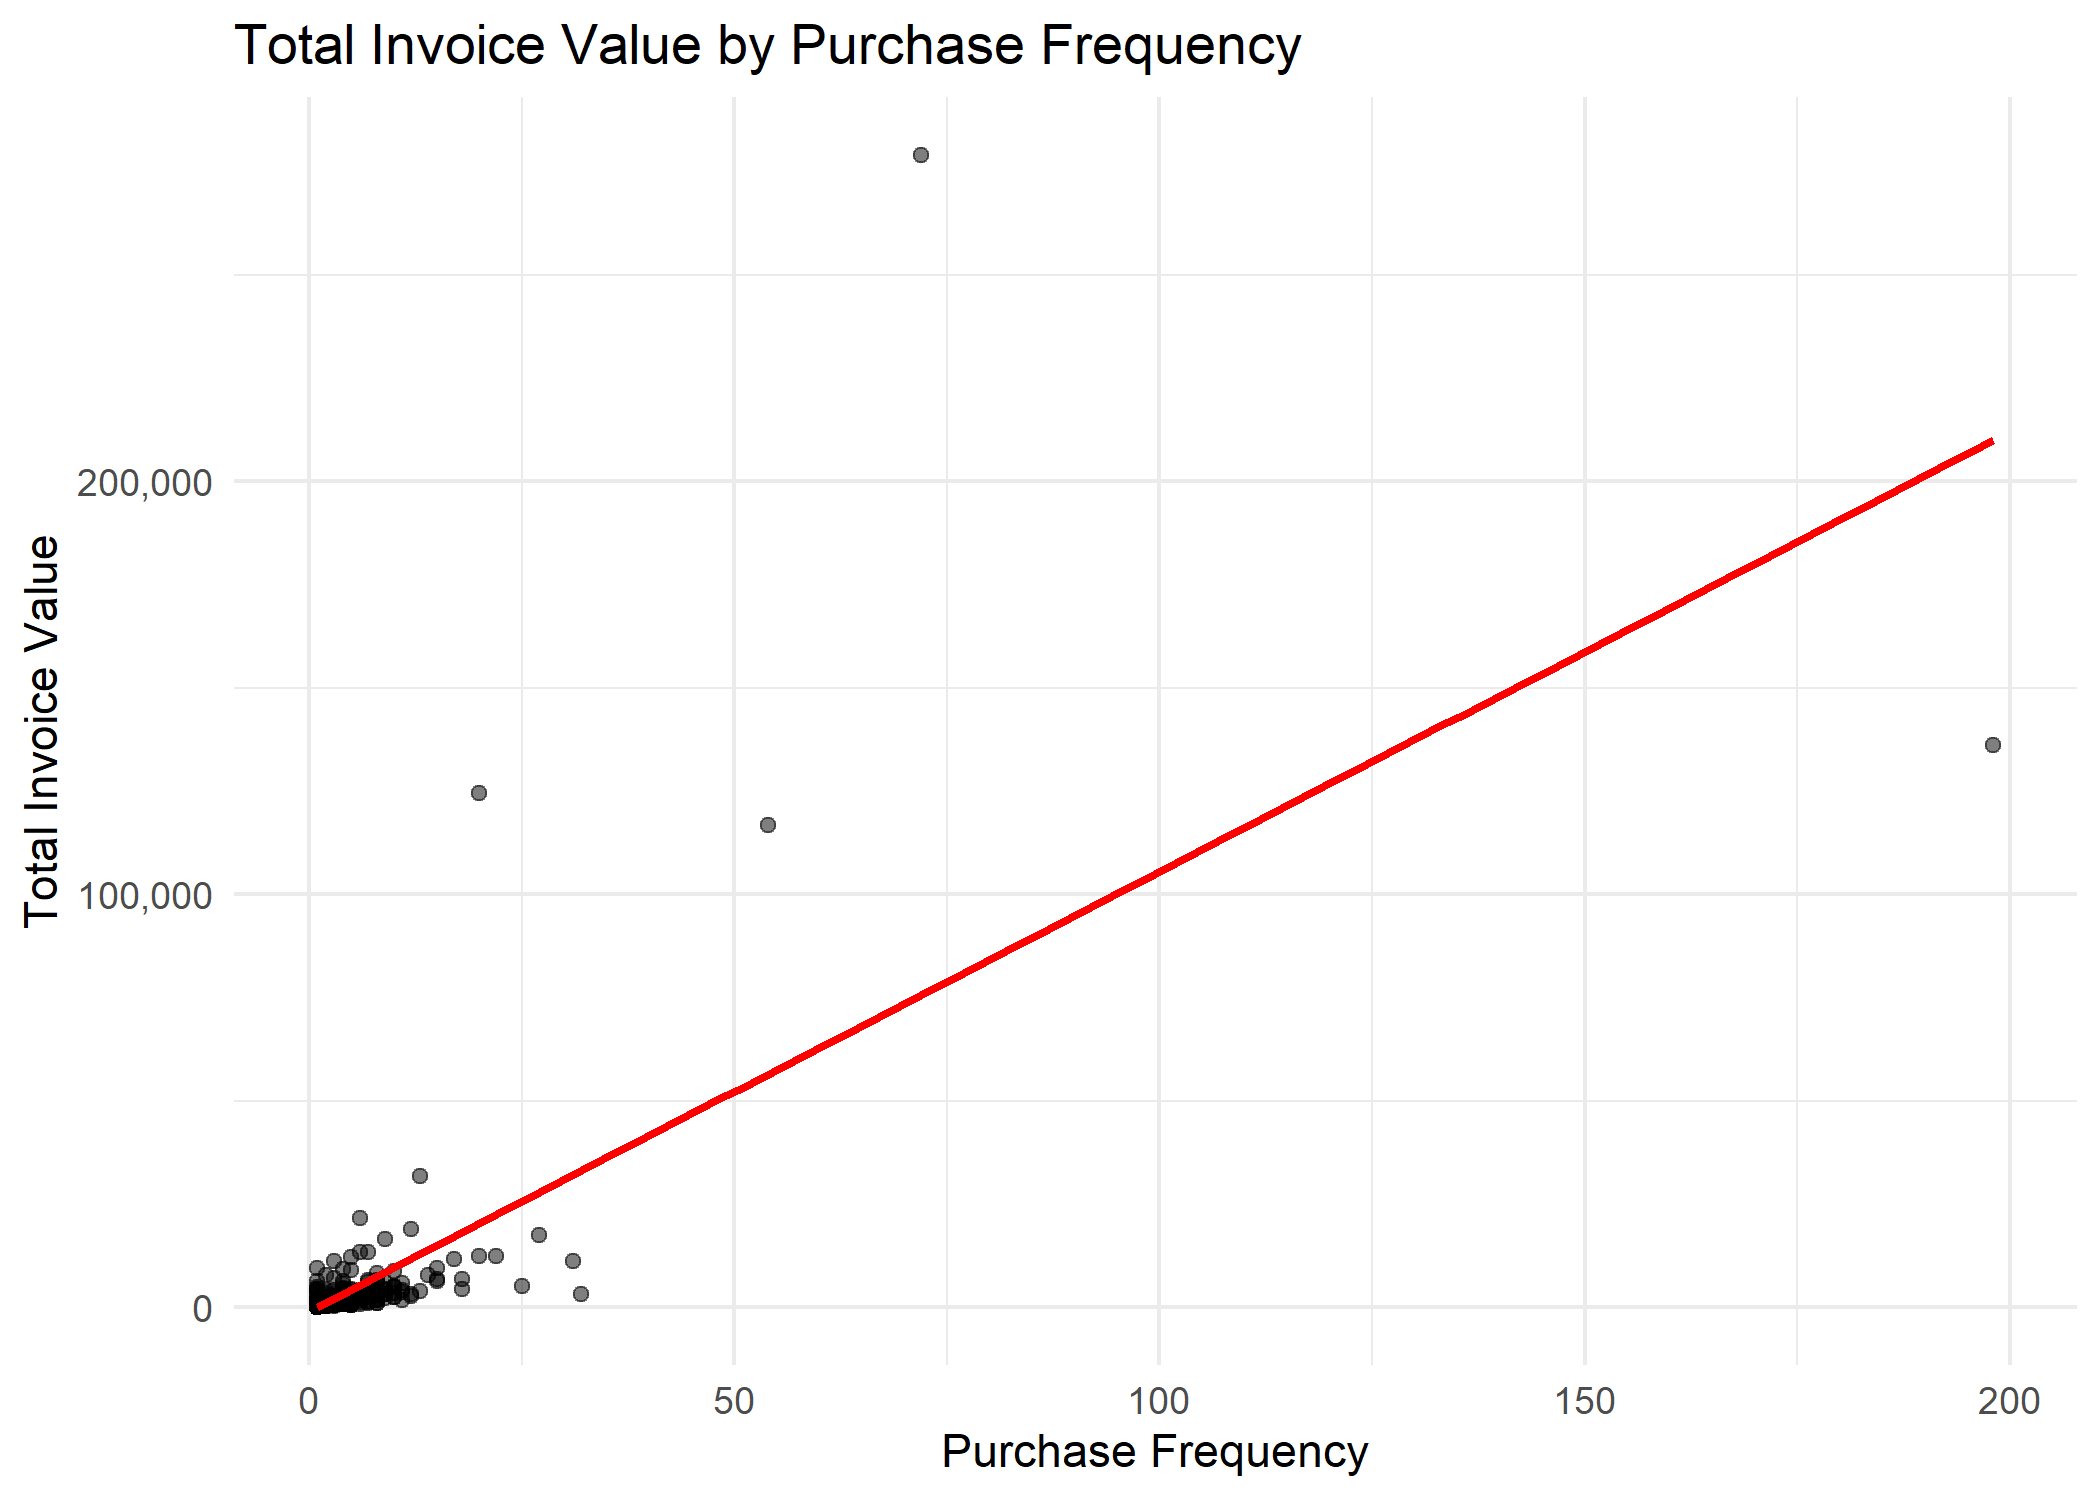 Total Invoice Value by Purchase Frequency
Total Invoice Value
200,000
100,000
0
0
50
100
150
200
Purchase Frequency